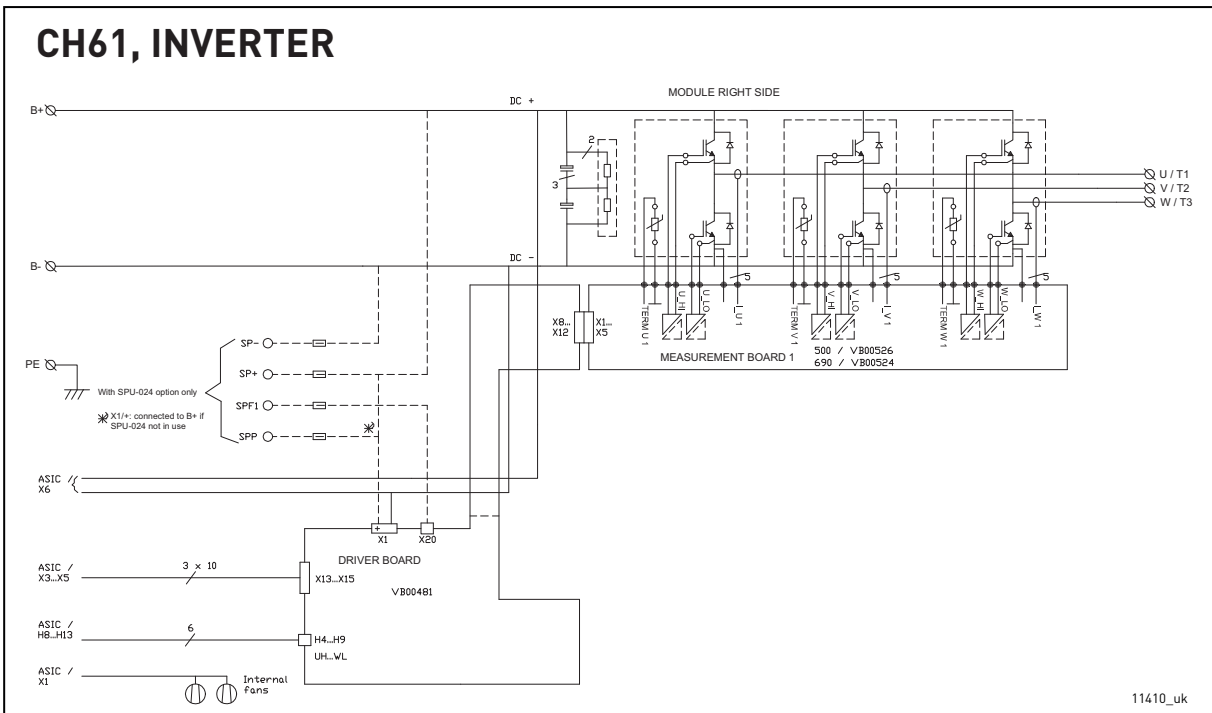 CH61, INVERTER
MODULE RIGHT SIDE
B+
DC +
2
3
U / T1
V / T2
W / T3
B-
DC -
5
5
5
TERM U 1
U_HI
U_LO
I_U 1
TERM V 1
V_HI
V_LO
I_V 1
TERM W 1
W_HI
W_LO
I_W 1
X8...
X12
X1...
X5
MEASUREMENT BOARD 1
500 / VB00526
690 / VB00524
PE
SP-
SP+
SPF1
SPP
With SPU-024 option only
X1/+: connected to B+ if
SPU-024 not in use
ASIC /
X6
+
X1
X20
DRIVER BOARD
VB00481
ASIC /
X3...X5
3 x 10
X13...X15
ASIC /
H8...H13
6
H4...H9
UH...WL
ASIC /
X1
Internal
fans
11410_uk